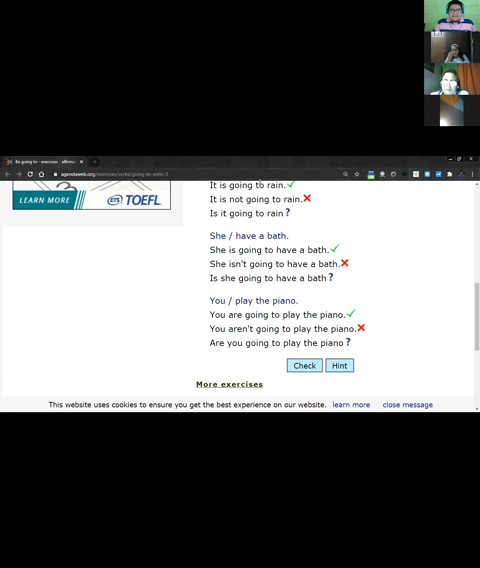 Be going to - exercises - affirm
agendaweb.org/exercises/verbs/going-to-write-1
LEARN MORE
ETS TOEFL
It is going to rain.
It is not going to rain.
Is it going to rain?
She / have a bath.
She is going to have a bath.
She isn't going to have a bath.
Is she going to have a bath?
You / play the piano.
You are going to play the piano.
You aren't going to play the piano.
Are you going to play the piano?
Check Hint
More exercises
This website uses cookies to ensure you get the best experience on our website. learn more close message